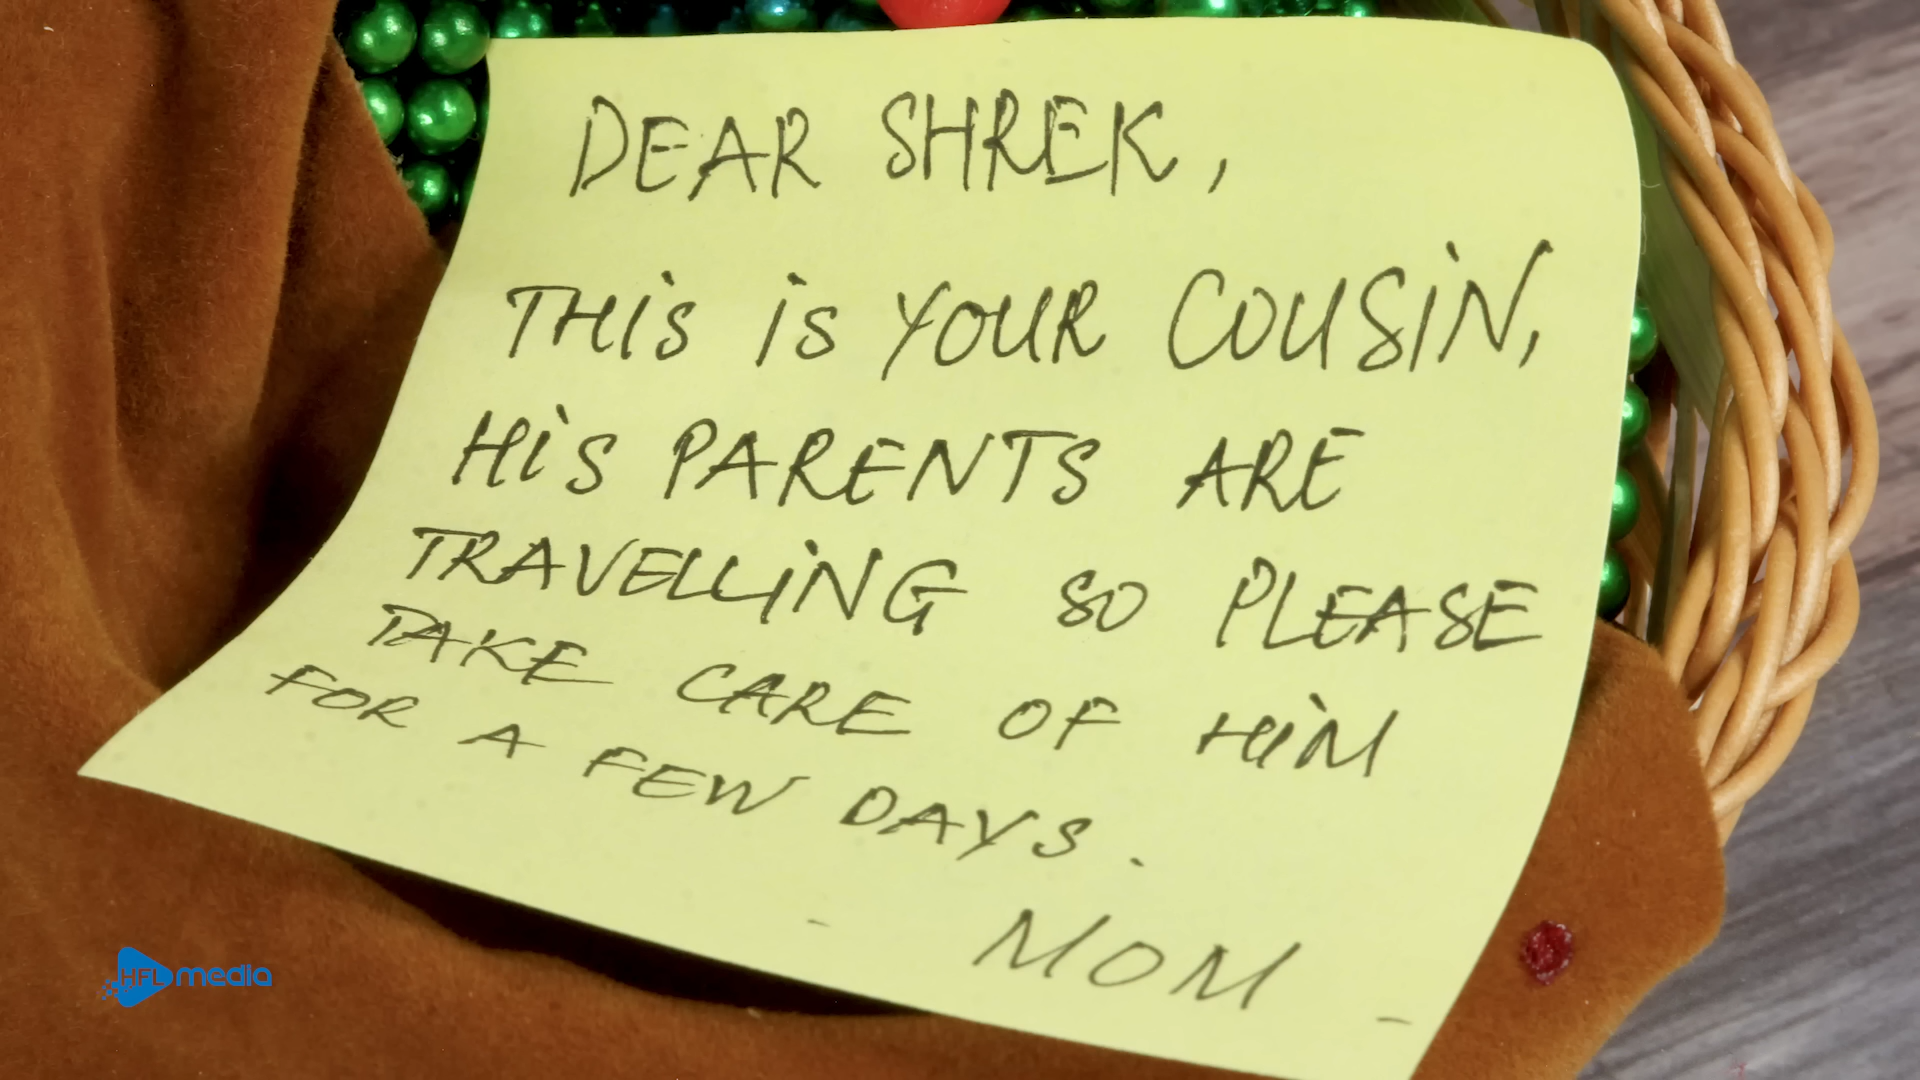 DEAR SHREK,
THIS IS YOUR COUSIN,
HIS PARENTS ARE
TRAVELLING SO PLEASE
TAKE CARE OF HIM
FOR A FEW DAYS.
- MOM -
HFL media